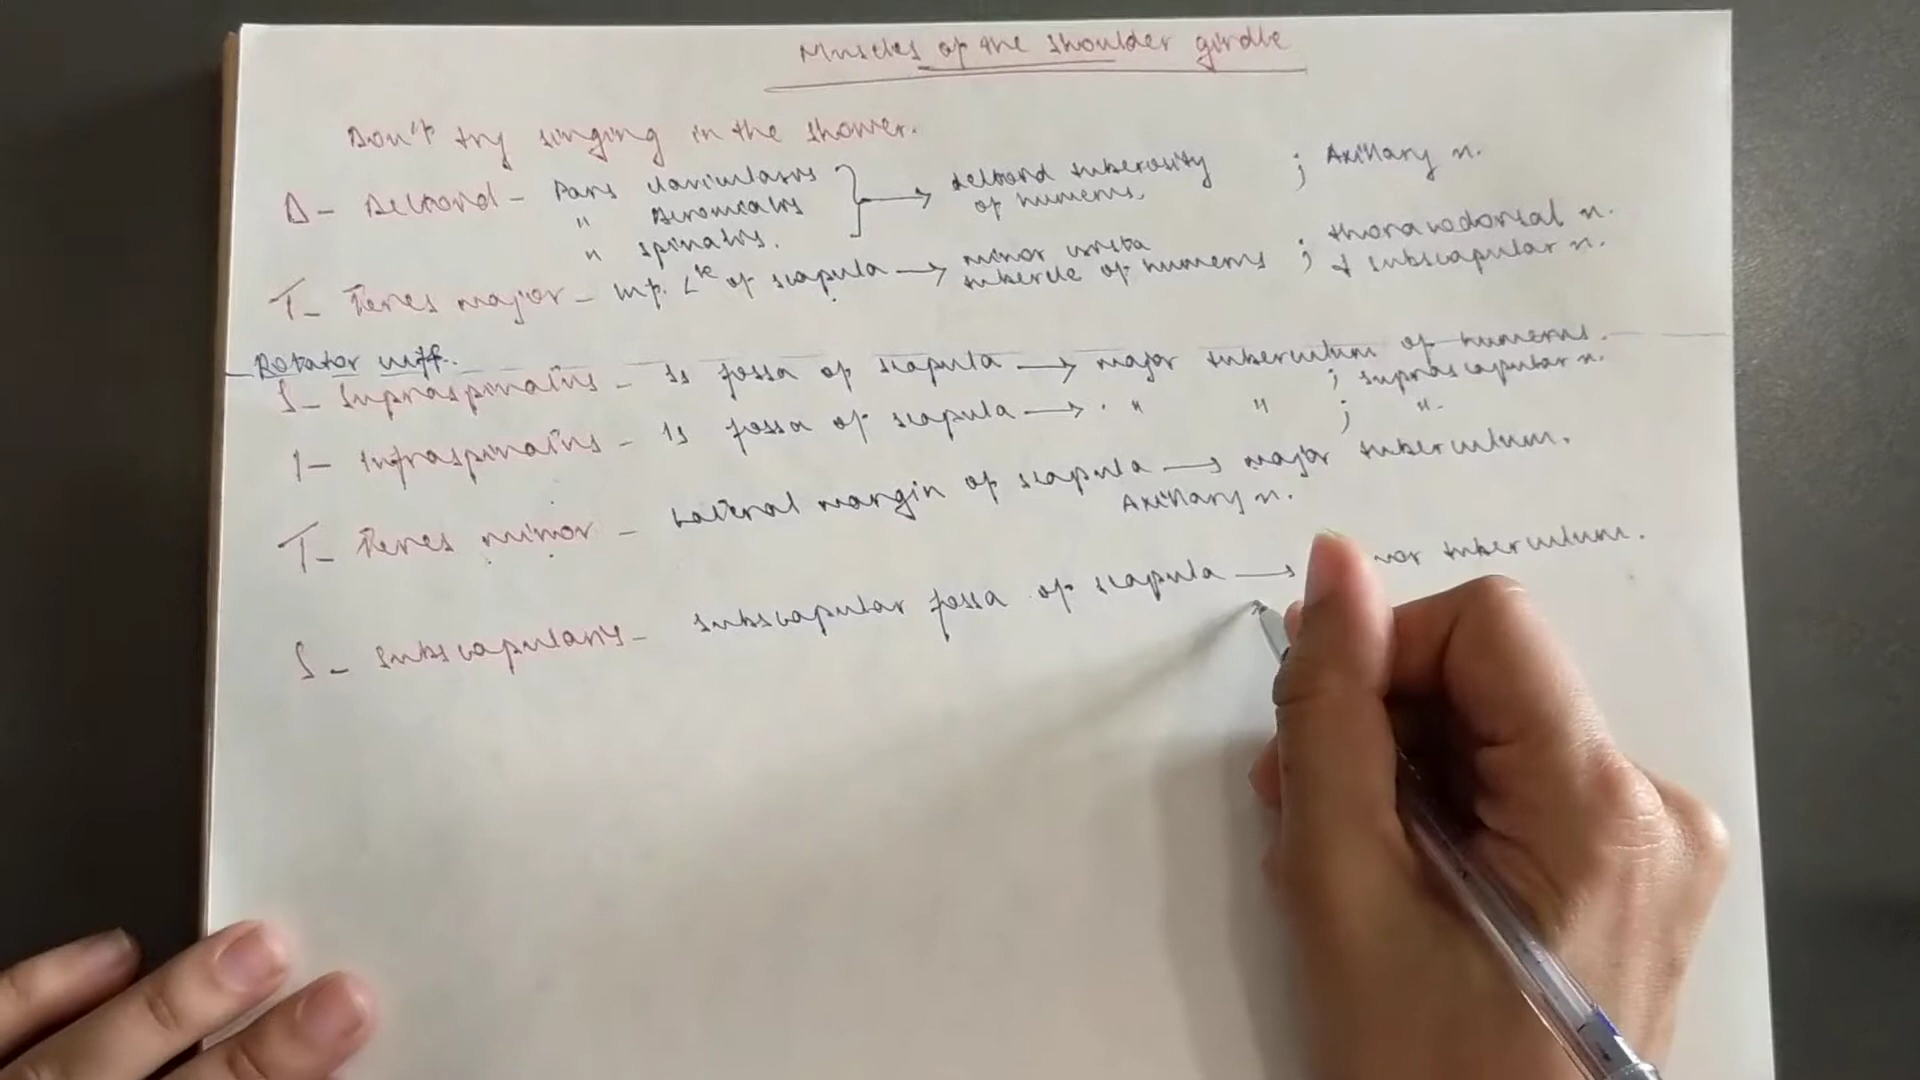 Muscles of the shoulder girdle
Don't try singing in the shower.
D- Deltoid - Pars clavicularis
" Acromialis
" spinalis.
→ deltoid tuberosity
of humerus.
; Axillary n.
T- Teres major - inf. of scapula → minor crista
tubercle of humerus
; thoracodorsal n.
& subscapular n.
Rotator cuff.
S- Supraspinatus - ss fossa of scapula → major tuberculum of humerus.
; suprascapular n.
I- Infraspinatus - Is fossa of scapula → " " ; ".
T- Teres minor - Lateral margin of scapula → major tuberculum.
Axillary n.
S- Subscapularis - subscapular fossa of scapula → nor tuberculum.